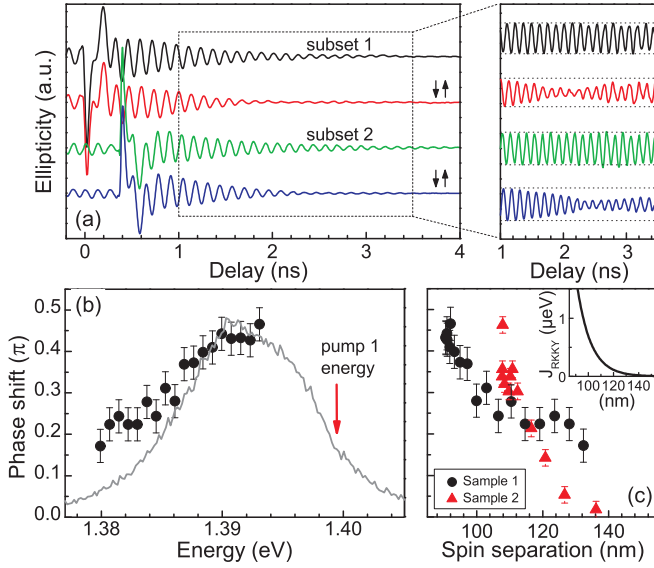 subset 1
subset 2
(a)
Ellipticity (a.u.)
0 1 2 3 4
Delay (ns)
1 2 3
Delay (ns)
(b)
pump 1
energy
Phase shift (π)
0.5
0.4
0.3
0.2
0.1
0.0
1.38 1.39 1.40
Energy (eV)
J_RKKY (μeV)
1
0
100 120 140
(nm)
Sample 1
Sample 2
(c)
100 120 140
Spin separation (nm)